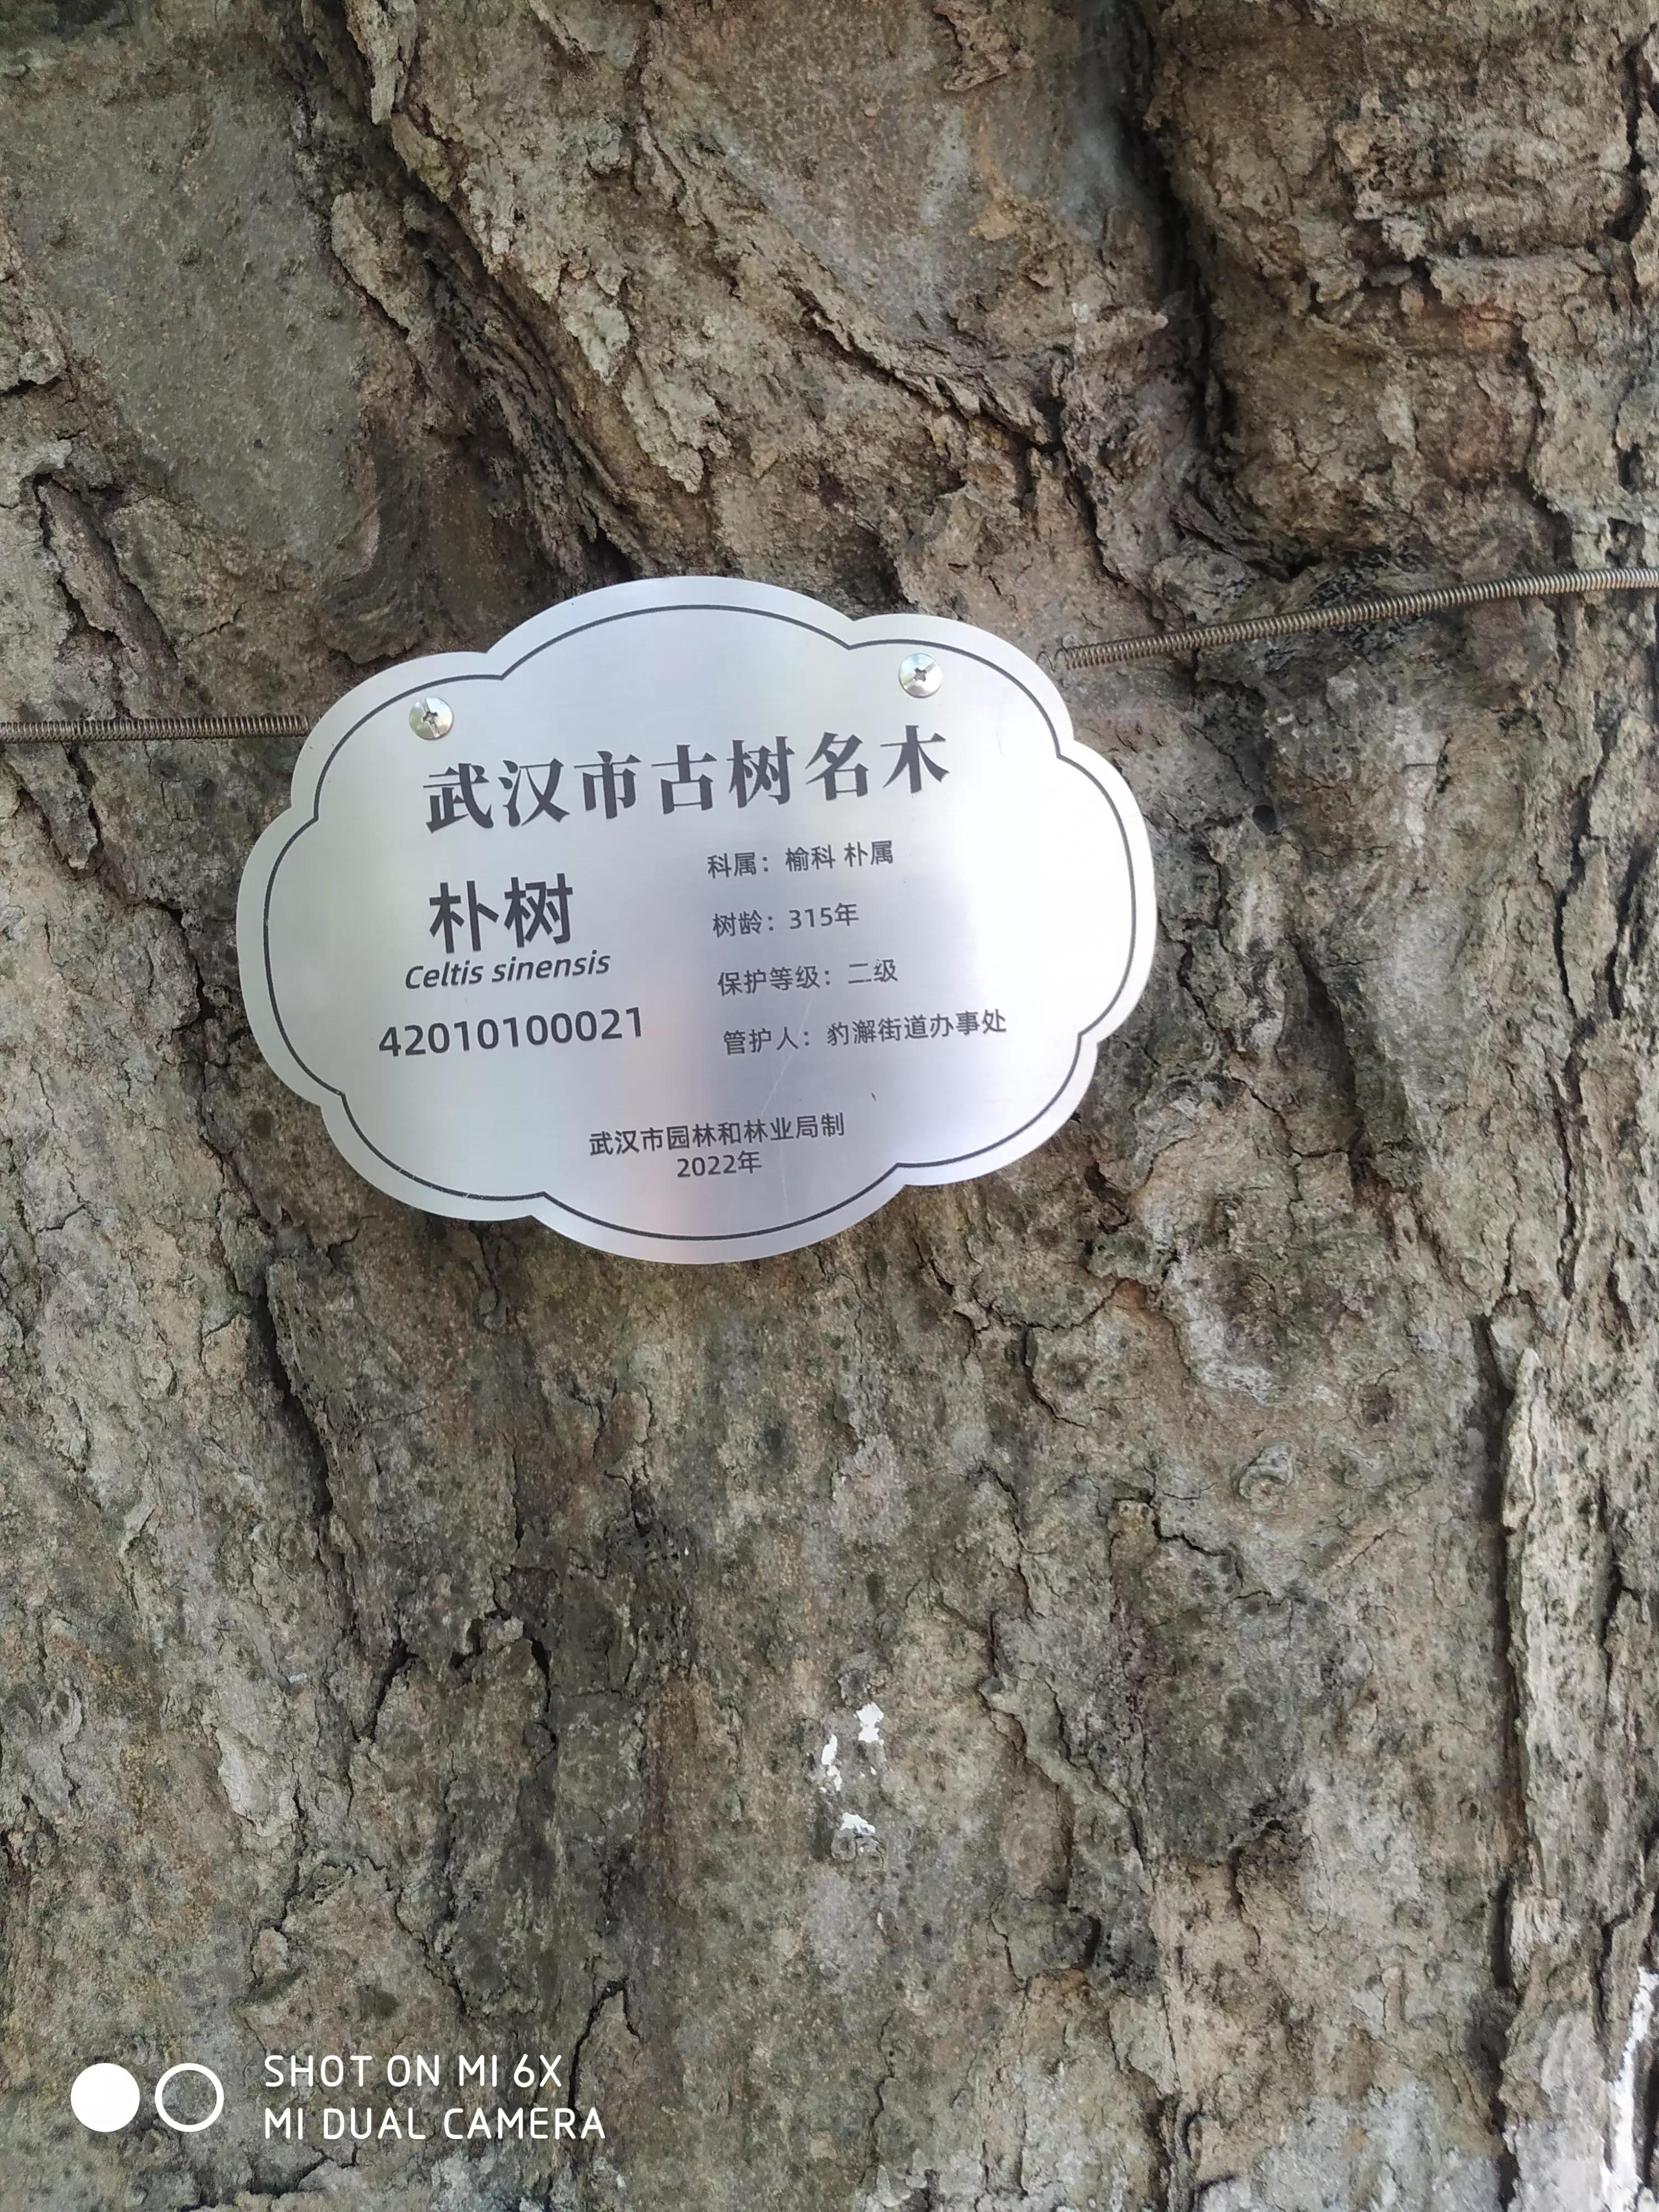 武汉市古树名木
朴树
Celtis sinensis
42010100021
科属：榆科 朴属
树龄：315年
保护等级：二级
管护人：豹澥街道办事处
武汉市园林和林业局制
2022年
SHOT ON MI 6X
MI DUAL CAMERA